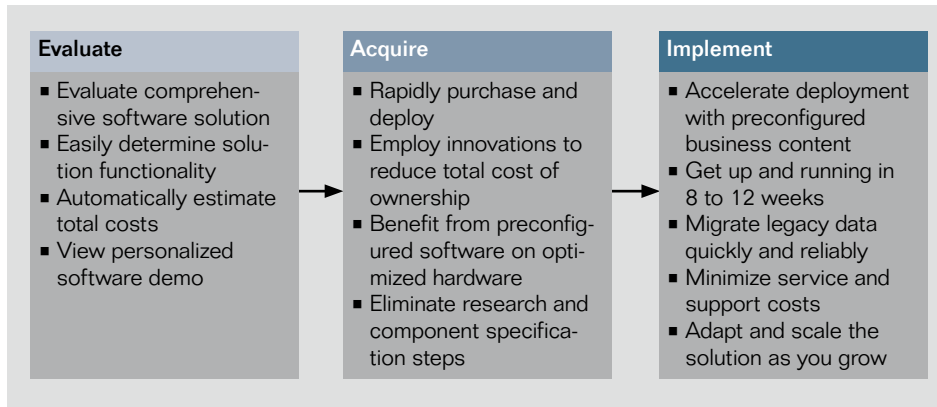 Evaluate
▪ Evaluate comprehen-
sive software solution
▪ Easily determine solu-
tion functionality
▪ Automatically estimate
total costs
▪ View personalized
software demo
Acquire
▪ Rapidly purchase and
deploy
▪ Employ innovations to
reduce total cost of
ownership
▪ Benefit from preconfig-
ured software on opti-
mized hardware
▪ Eliminate research and
component specifica-
tion steps
Implement
▪ Accelerate deployment
with preconfigured
business content
▪ Get up and running in
8 to 12 weeks
▪ Migrate legacy data
quickly and reliably
▪ Minimize service and
support costs
▪ Adapt and scale the
solution as you grow